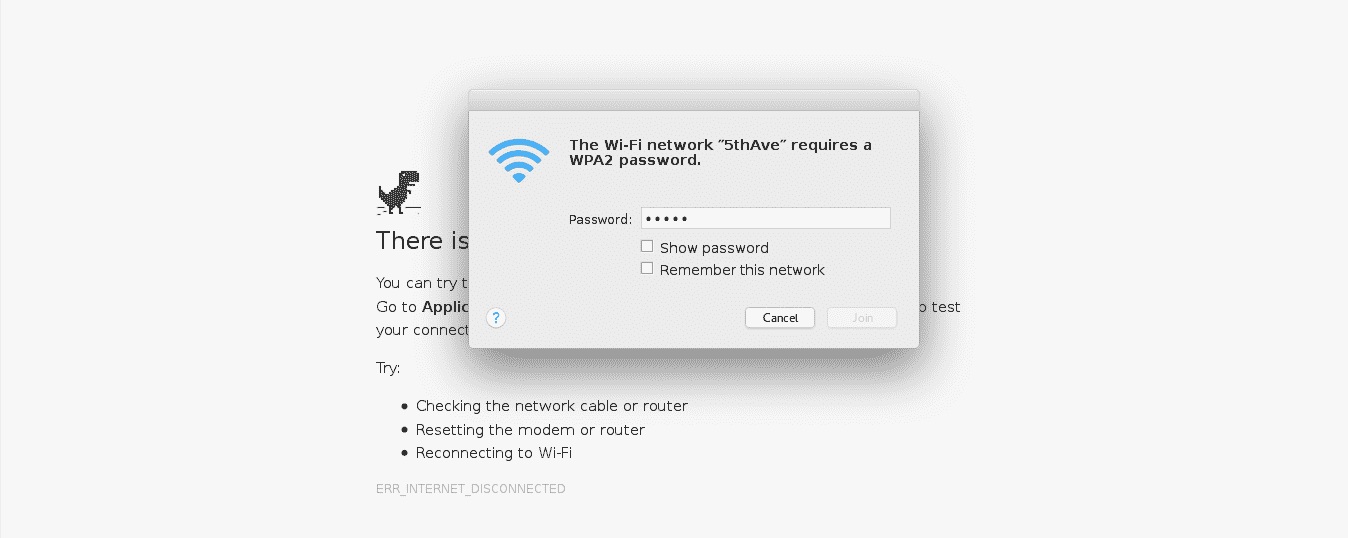 The Wi-Fi network “5thAve” requires a
WPA2 password.
Password: •••••
Show password
Remember this network
?
Cancel
Join
There is
You can try t
Go to Applic
o test
your connect
Try:
• Checking the network cable or router
• Resetting the modem or router
• Reconnecting to Wi-Fi
ERR_INTERNET_DISCONNECTED